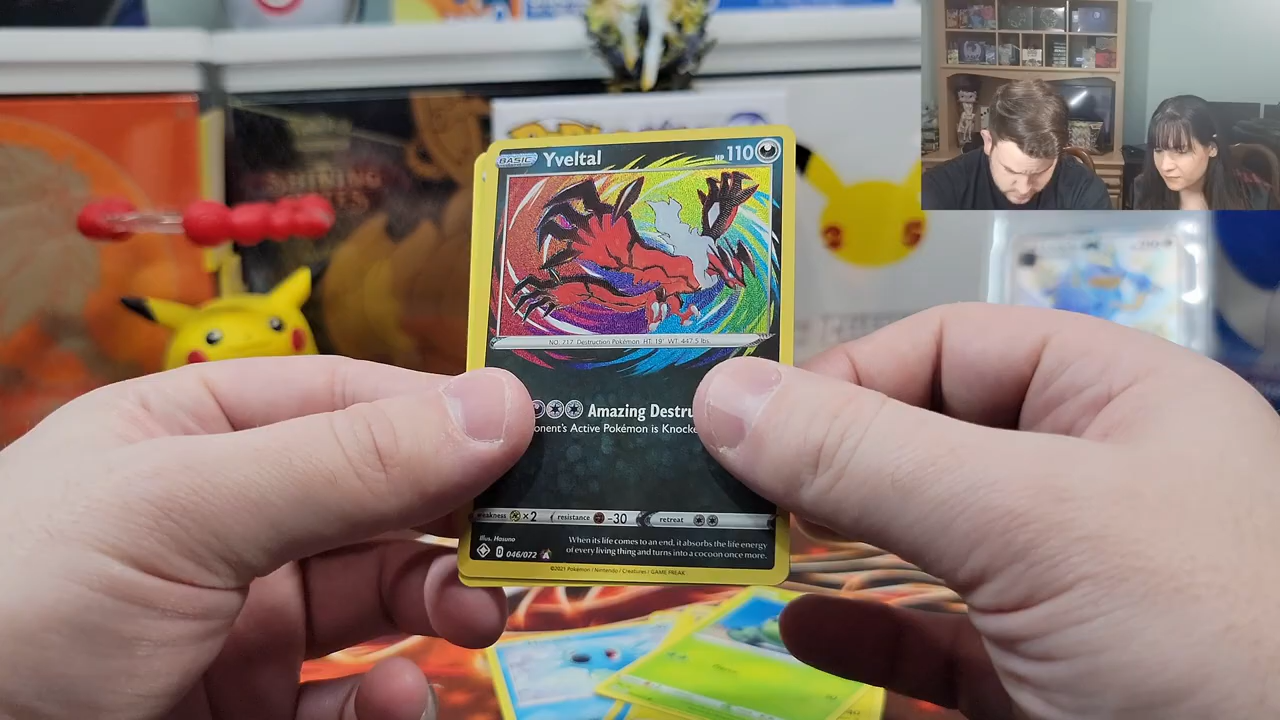 SHINING
BASIC Yveltal HP 110
NO. 717 Destruction Pokémon HT: 19' WT: 447.5 lbs.
Amazing Destru
onent's Active Pokémon is Knocke
weakness ×2 resistance -30 retreat
Illus. Hasuno
When its life comes to an end, it absorbs the life energy
of every living thing and turns into a cocoon once more.
D 046/072 A
©2021 Pokémon / Nintendo / Creatures / GAME FREAK